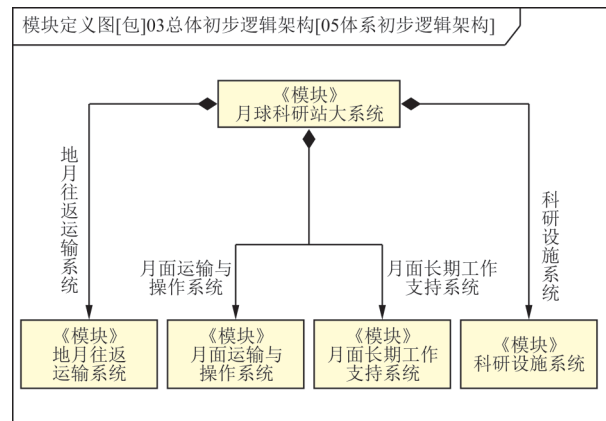 模块定义图[包]03总体初步逻辑架构[05体系初步逻辑架构]
《模块》
月球科研站大系统
地月往返运输系统
月面运输与
操作系统
月面长期工作
支持系统
科研设施系统
《模块》
地月往返
运输系统
《模块》
月面运输与
操作系统
《模块》
月面长期工作
支持系统
《模块》
科研设施系统